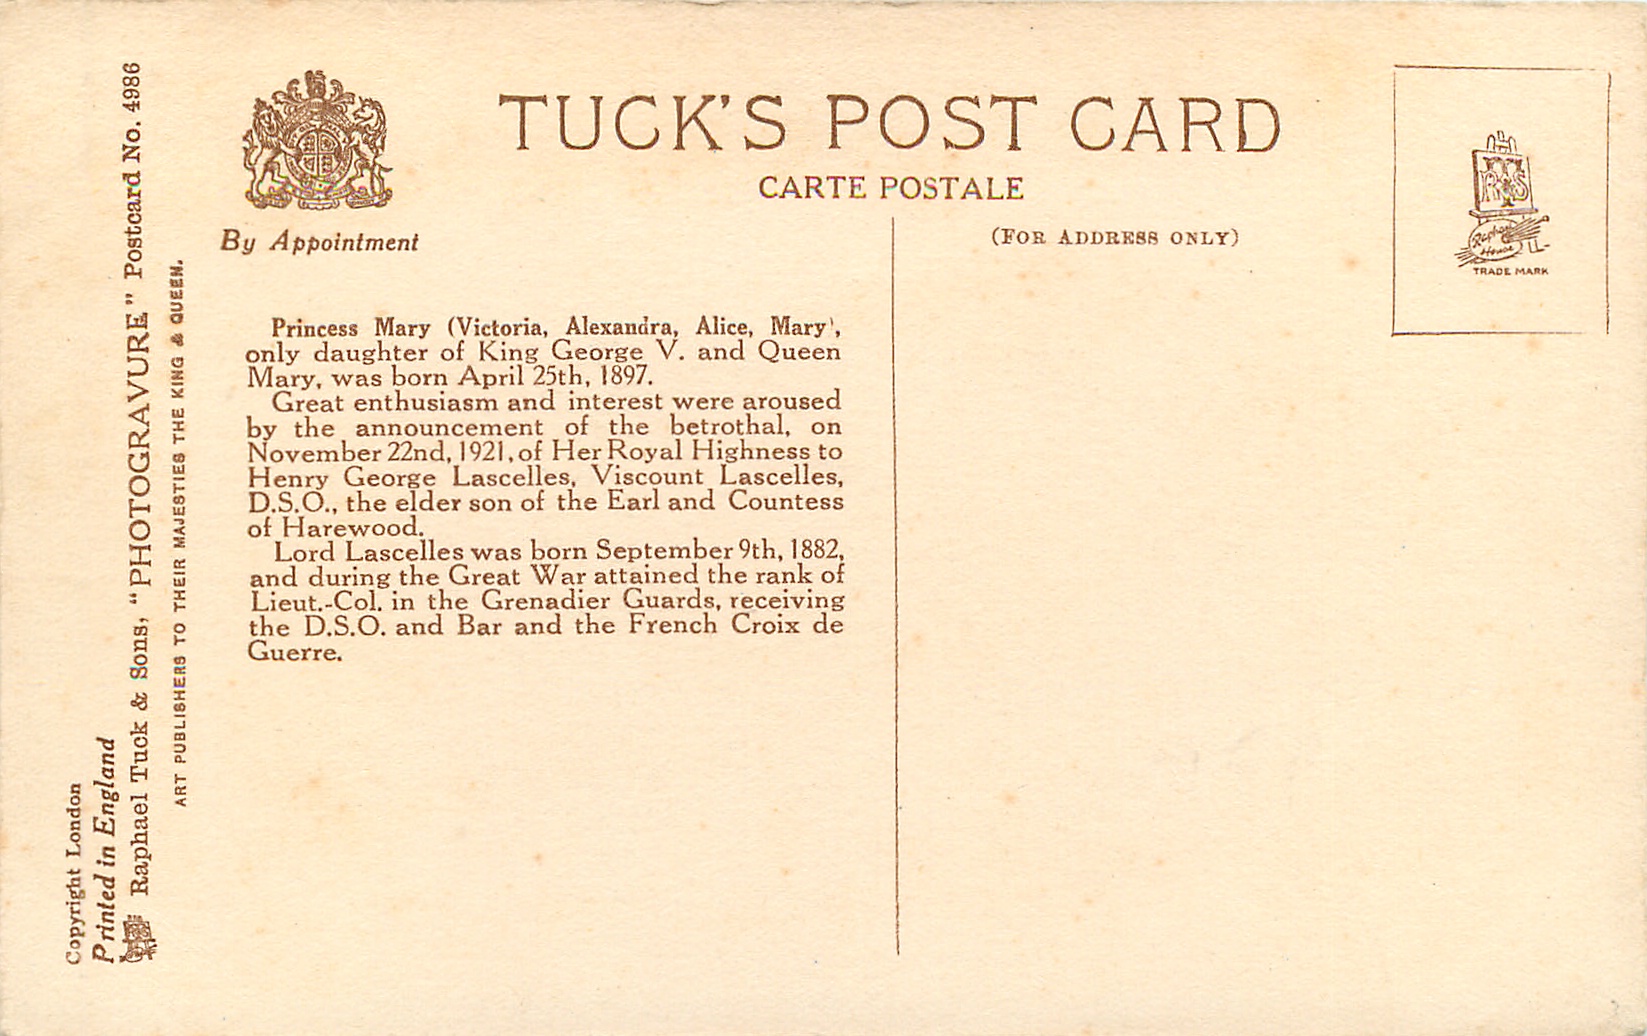 TUCK'S POST CARD
CARTE POSTALE
By Appointment
(FOR ADDRESS ONLY)
Raphael
House
TRADE MARK
Princess Mary (Victoria, Alexandra, Alice, Mary',
only daughter of King George V. and Queen
Mary, was born April 25th, 1897.
Great enthusiasm and interest were aroused
by the announcement of the betrothal, on
November 22nd, 1921, of Her Royal Highness to
Henry George Lascelles, Viscount Lascelles,
D.S.O., the elder son of the Earl and Countess
of Harewood.
Lord Lascelles was born September 9th, 1882,
and during the Great War attained the rank of
Lieut.-Col. in the Grenadier Guards, receiving
the D.S.O. and Bar and the French Croix de
Guerre.
Copyright London
Printed in England
Raphael Tuck & Sons, "PHOTOGRAVURE" Postcard No. 4986
ART PUBLISHERS TO THEIR MAJESTIES THE KING & QUEEN.